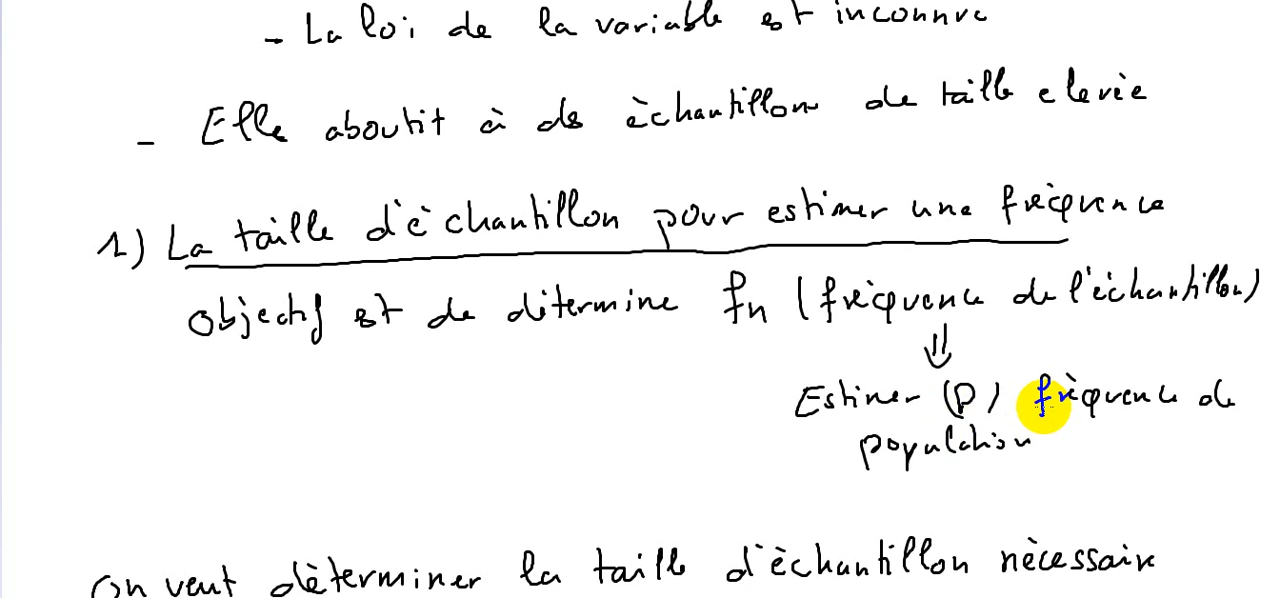 - La loi de la variable est inconnue
- Elle aboutit à des échantillons de taille elevée
1) La taille d'échantillon pour estimer une fréquence
objectif est de détermine fn (fréquence de l'échantillon)
⇓
Estimer (P) fréquence de
population
On veut déterminer la taille d'échantillon nécessaire